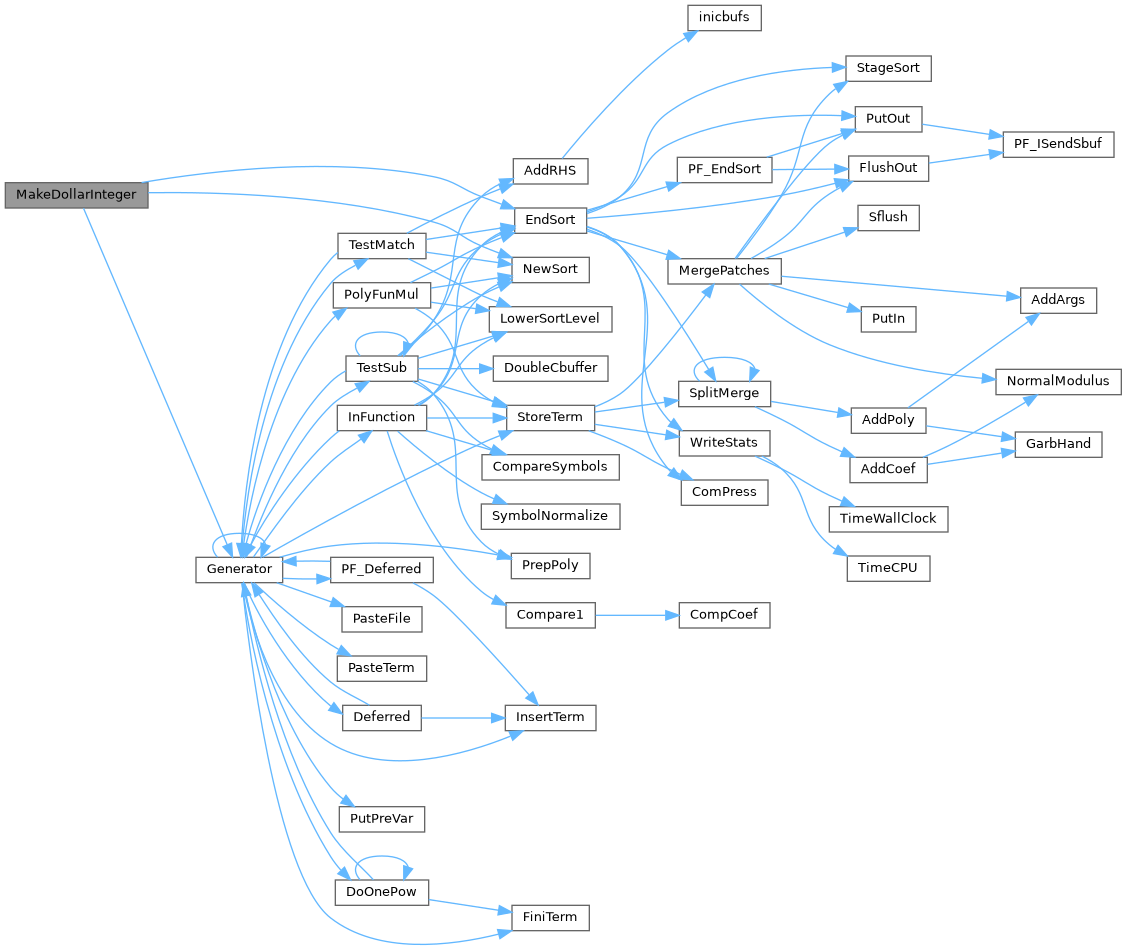 inicbufs
StageSort
PutOut
PF_ISendSbuf
AddRHS
PF_EndSort
FlushOut
MakeDollarInteger
EndSort
Sflush
TestMatch
NewSort
MergePatches
PolyFunMul
AddArgs
LowerSortLevel
PutIn
TestSub
DoubleCbuffer
NormalModulus
SplitMerge
InFunction
StoreTerm
AddPoly
WriteStats
GarbHand
CompareSymbols
AddCoef
ComPress
SymbolNormalize
TimeWallClock
Generator
PF_Deferred
PrepPoly
TimeCPU
PasteFile
Compare1
CompCoef
PasteTerm
Deferred
InsertTerm
PutPreVar
DoOnePow
FiniTerm